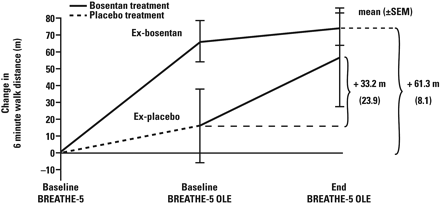 Bosentan treatment
Placebo treatment
mean (±SEM)
Change in
6 minute walk distance (m)
80
70
60
50
40
30
20
10
0
−10
Ex-bosentan
Ex-placebo
+ 33.2 m
(23.9)
+ 61.3 m
(8.1)
Baseline
BREATHE-5
Baseline
BREATHE-5 OLE
End
BREATHE-5 OLE